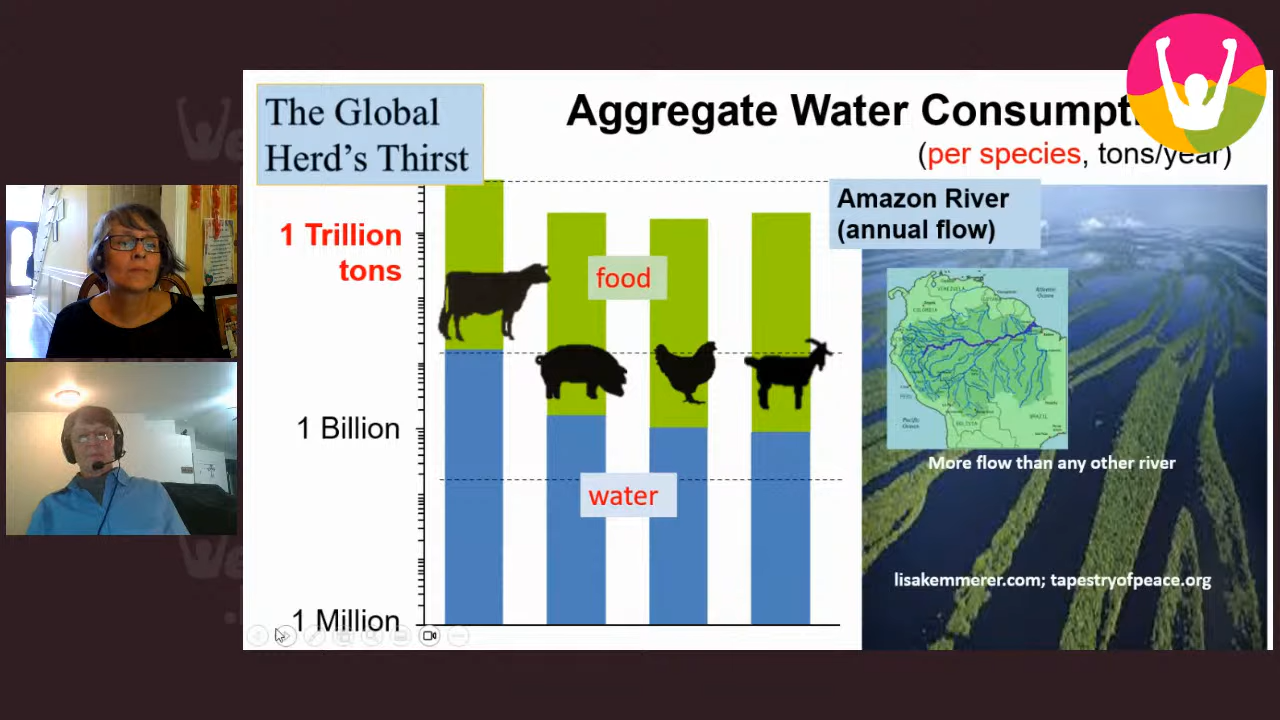 The Global
Herd's Thirst
Aggregate Water Consumpt
(per species, tons/year)
Amazon River
(annual flow)
1 Trillion
tons
food
1 Billion
More flow than any other river
water
lisakemmerer.com; tapestryofpeace.org
1 Million